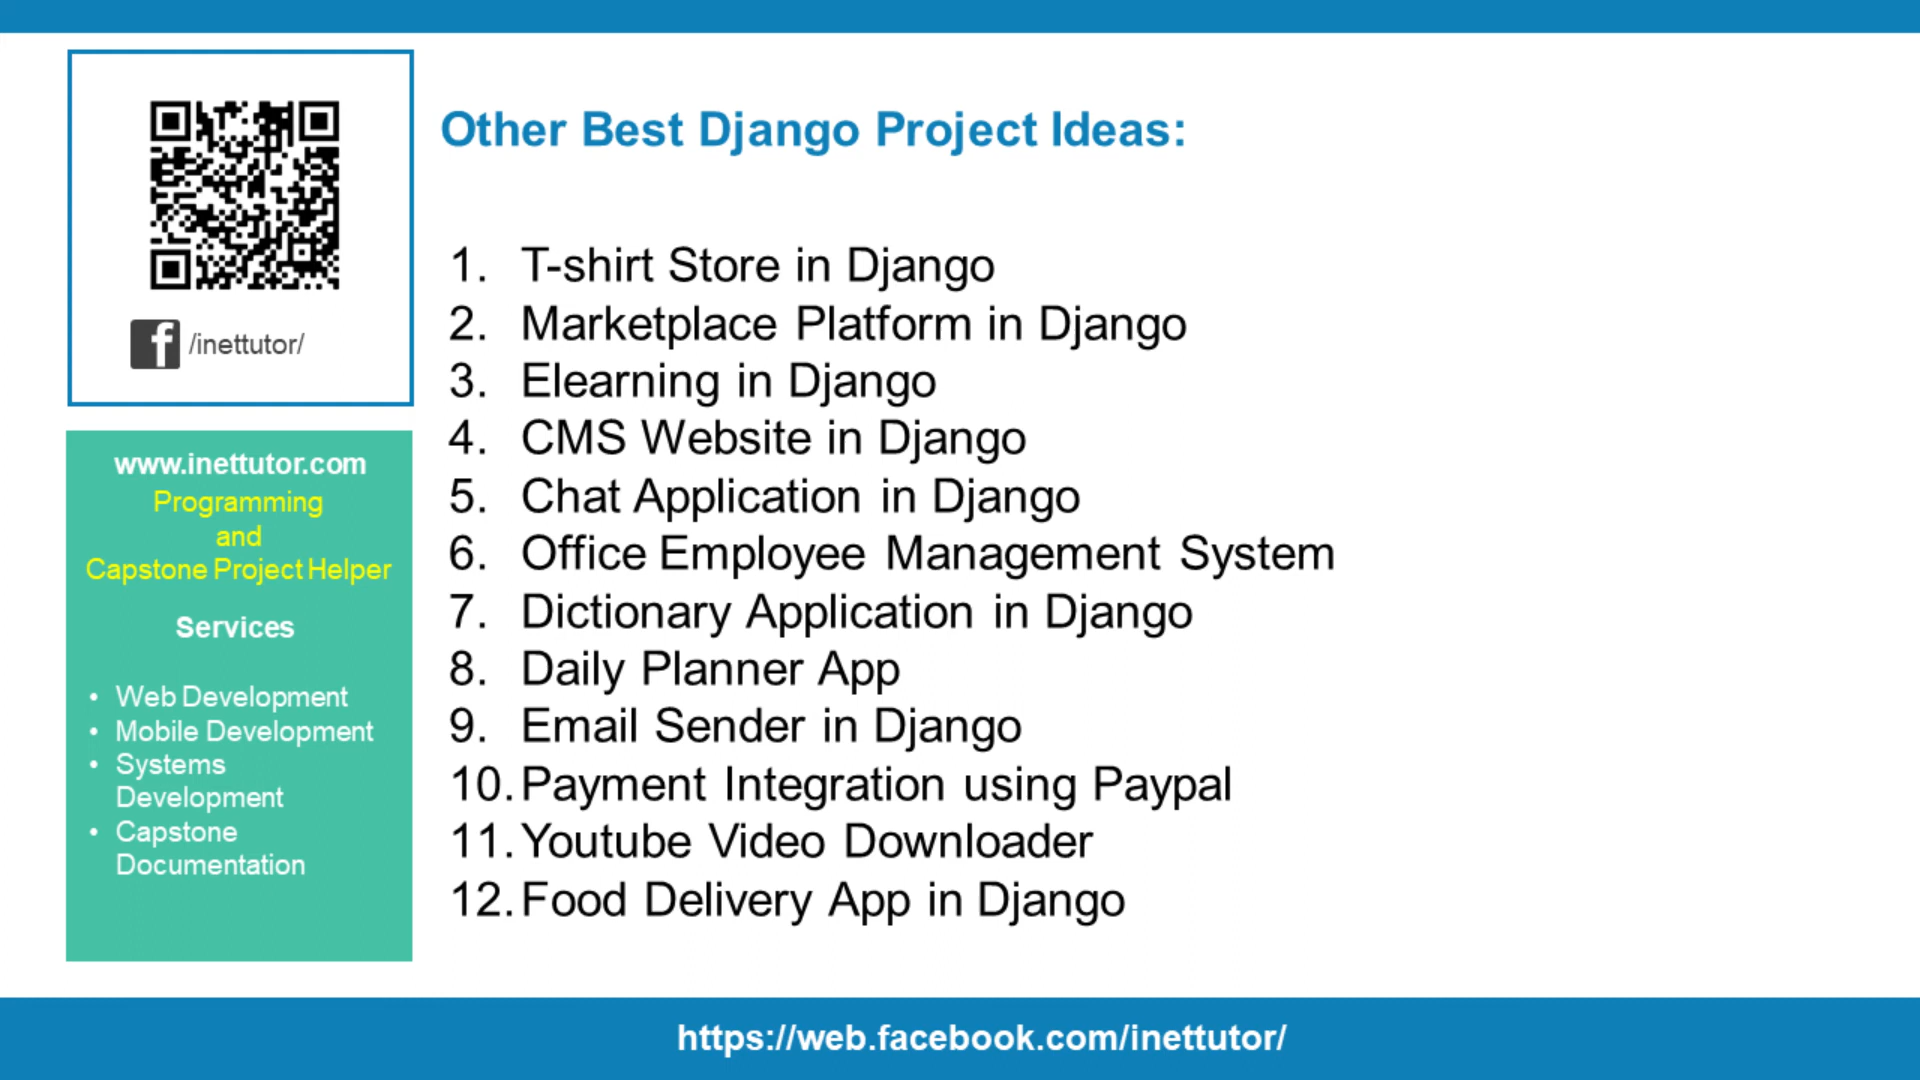 /inettutor/
www.inettutor.com
Programming
and
Capstone Project Helper
Services
• Web Development
• Mobile Development
• Systems
Development
• Capstone
Documentation
Other Best Django Project Ideas:
1. T-shirt Store in Django
2. Marketplace Platform in Django
3. Elearning in Django
4. CMS Website in Django
5. Chat Application in Django
6. Office Employee Management System
7. Dictionary Application in Django
8. Daily Planner App
9. Email Sender in Django
10. Payment Integration using Paypal
11. Youtube Video Downloader
12. Food Delivery App in Django
https://web.facebook.com/inettutor/